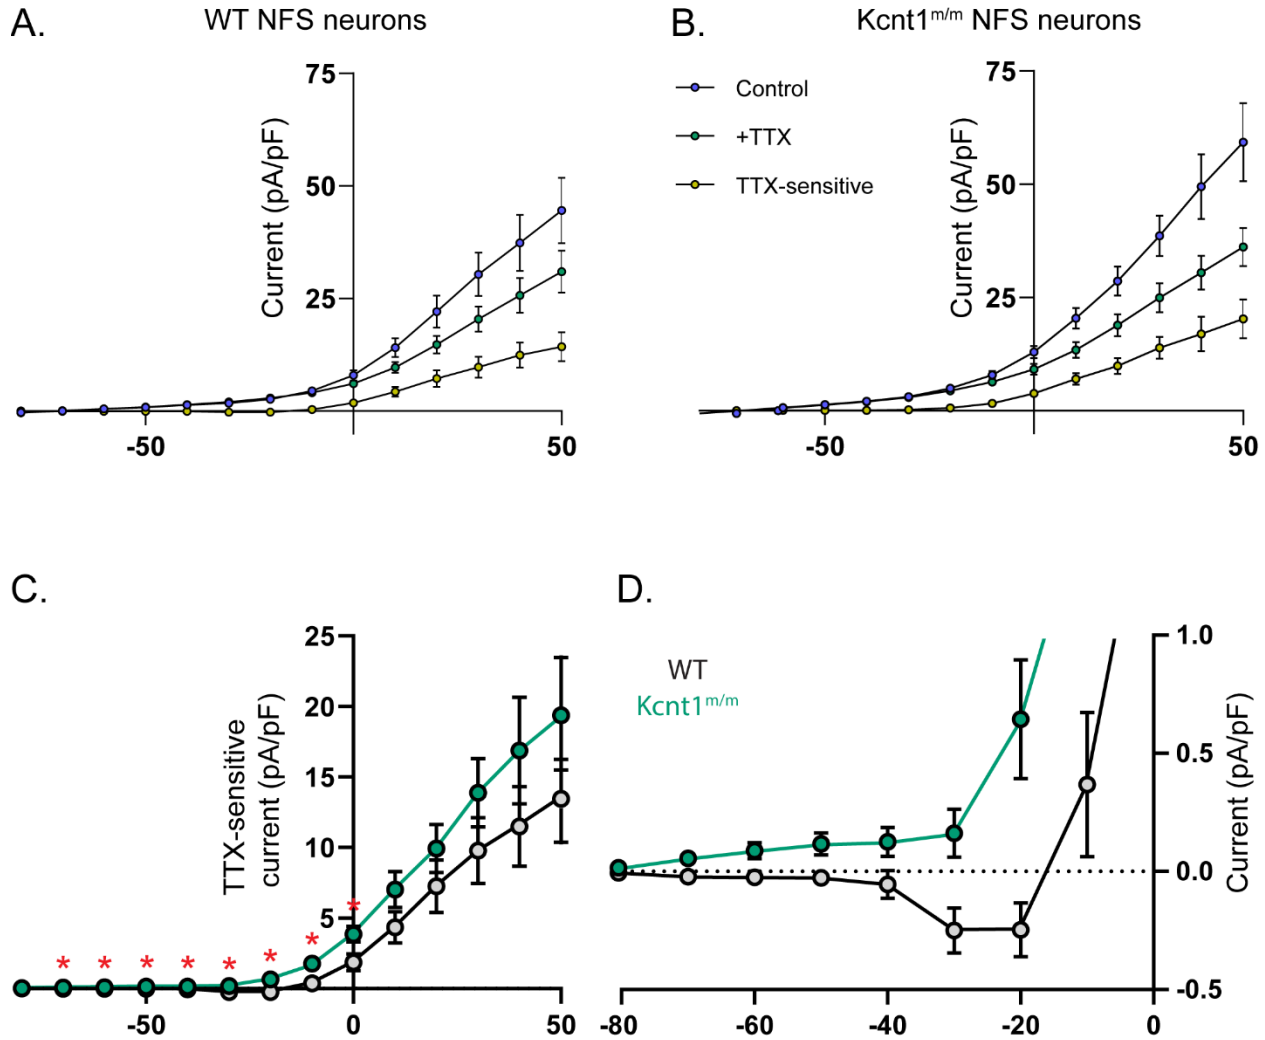 A.
WT NFS neurons
75
50
25
Current (pA/pF)
-50
50
B.
Kcnt1m/m NFS neurons
Control
+TTX
TTX-sensitive
75
50
25
Current (pA/pF)
-50
50
C.
25
20
15
10
5
TTX-sensitive
current (pA/pF)
* * * * * * * *
-50
0
50
D.
WT
Kcnt1m/m
1.0
0.5
0.0
-0.5
Current (pA/pF)
-80
-60
-40
-20
0